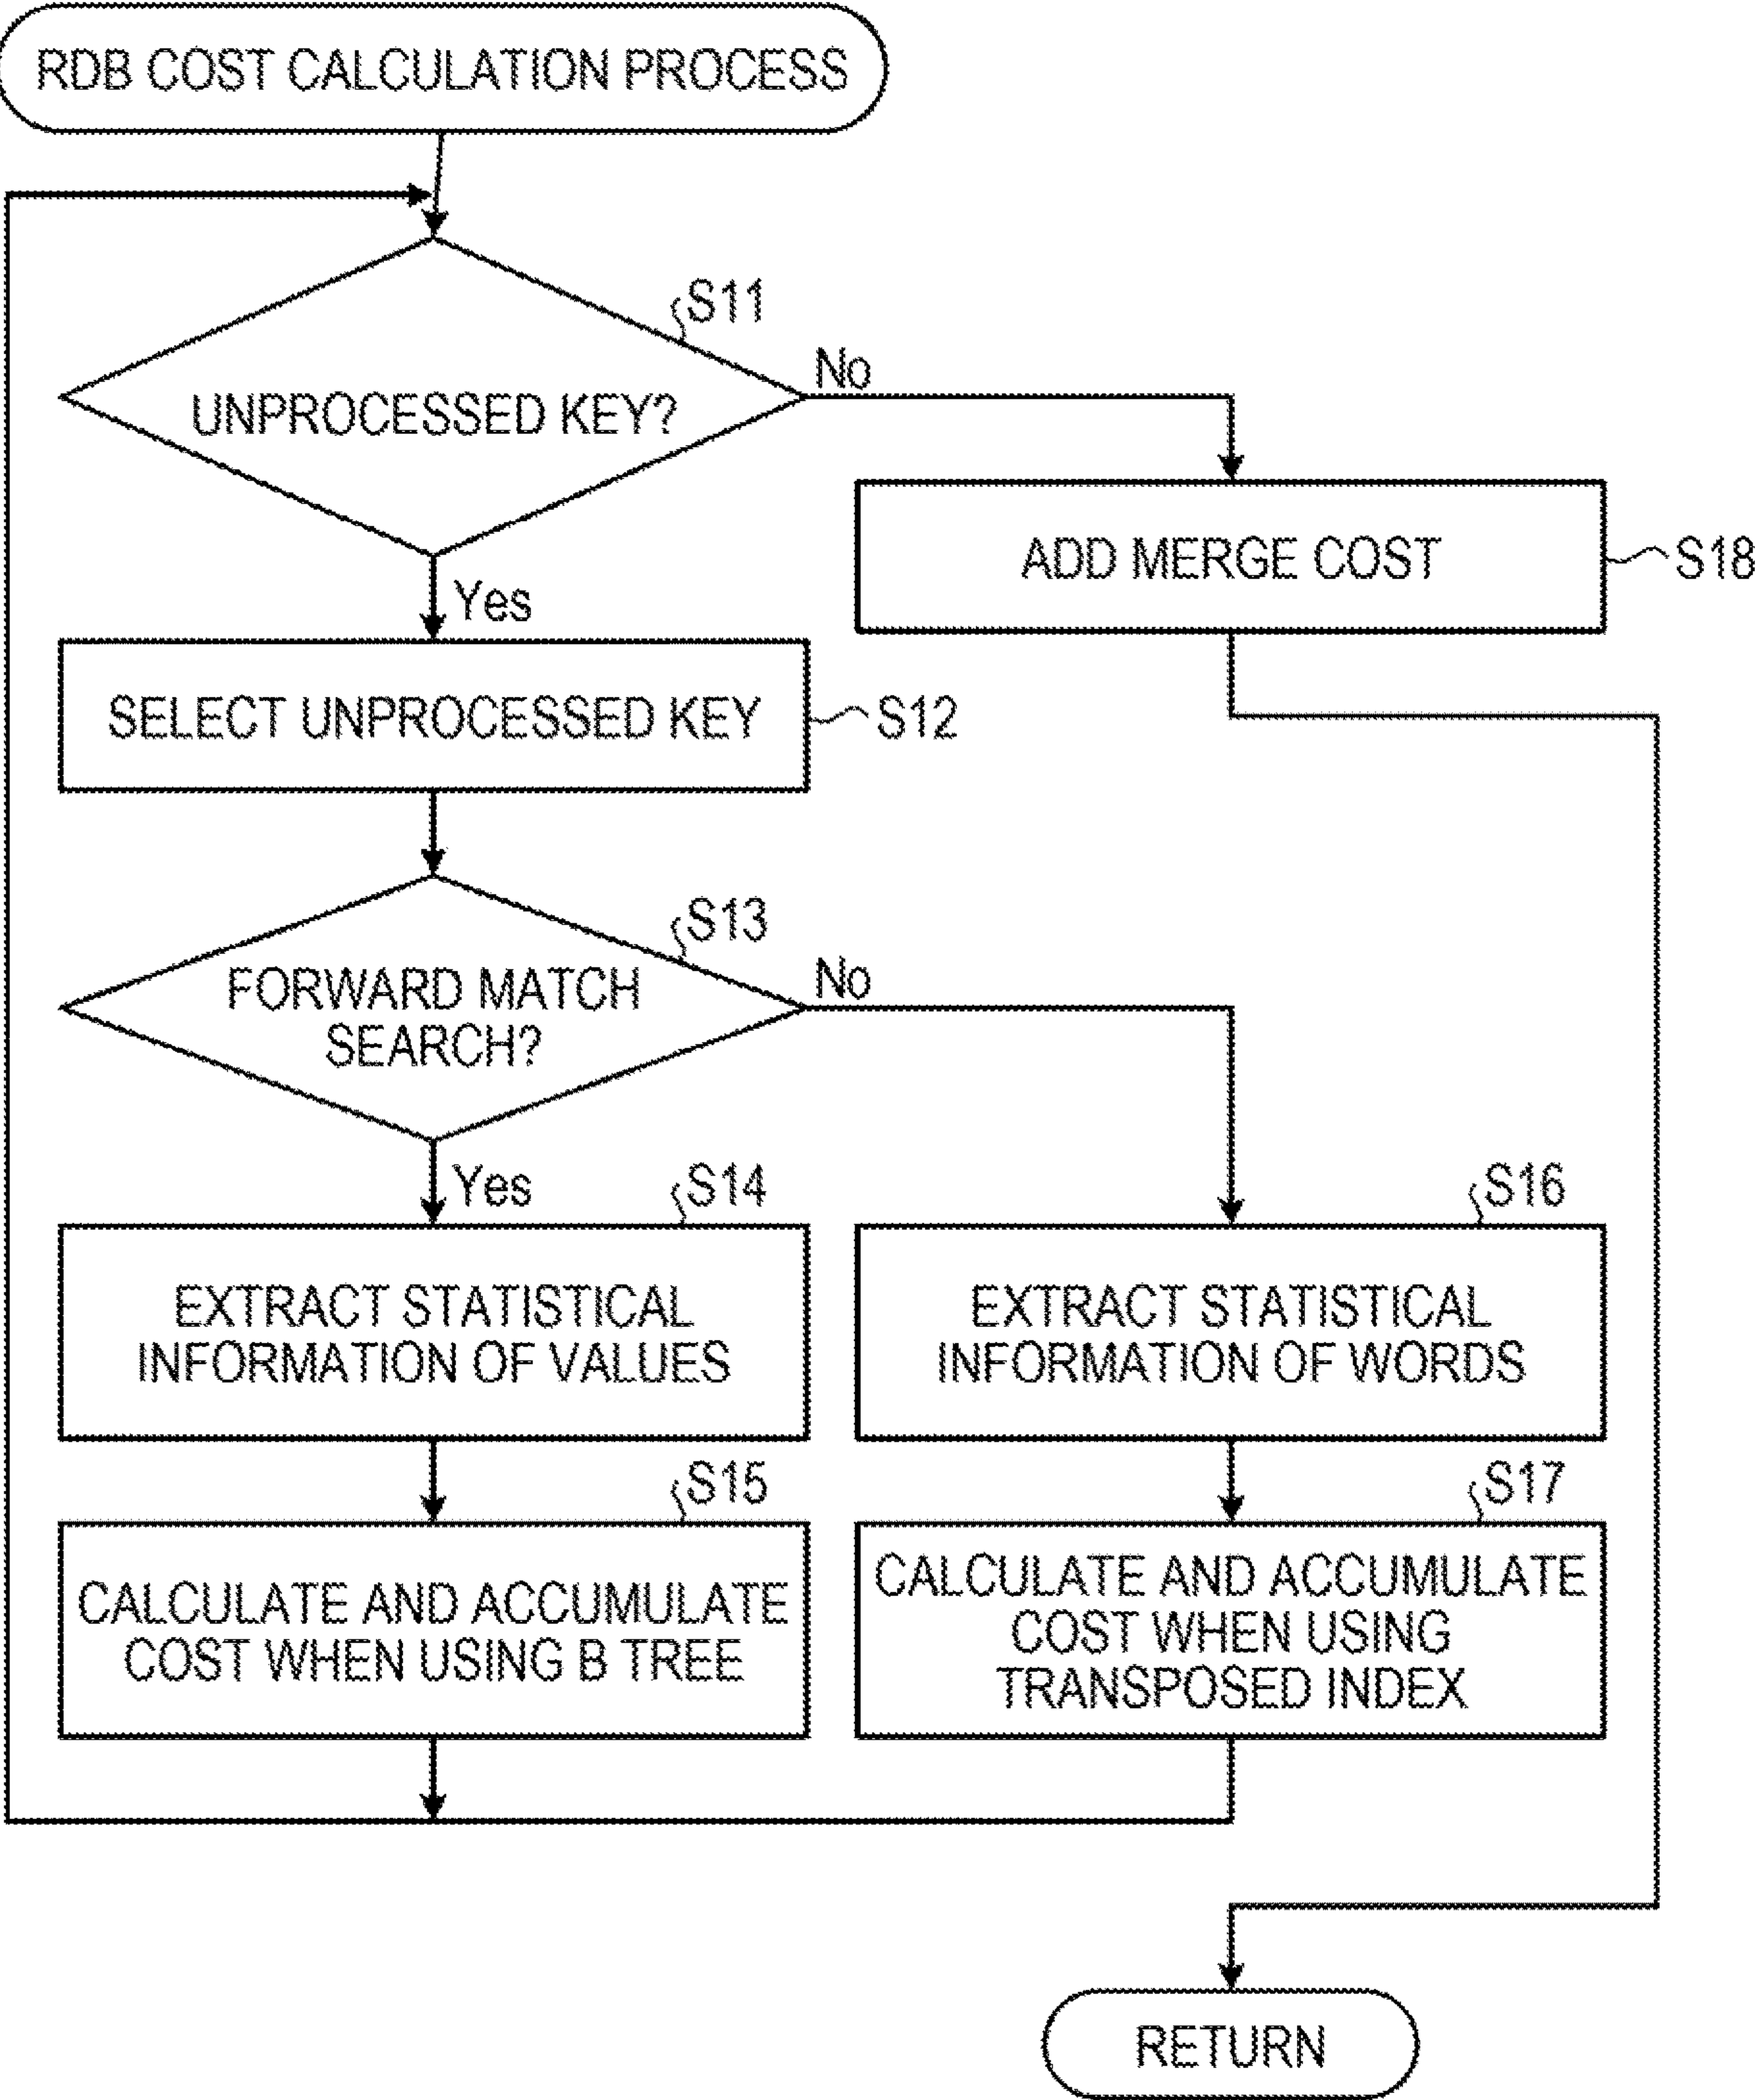 RDB COST CALCULATION PROCESS
S11
No
UNPROCESSED KEY?
ADD MERGE COST
S18
Yes
SELECT UNPROCESSED KEY
S12
S13
No
FORWARD MATCH
SEARCH?
Yes
S14
EXTRACT STATISTICAL
INFORMATION OF VALUES
S16
EXTRACT STATISTICAL
INFORMATION OF WORDS
S15
CALCULATE AND ACCUMULATE
COST WHEN USING B TREE
S17
CALCULATE AND ACCUMULATE
COST WHEN USING
TRANSPOSED INDEX
RETURN